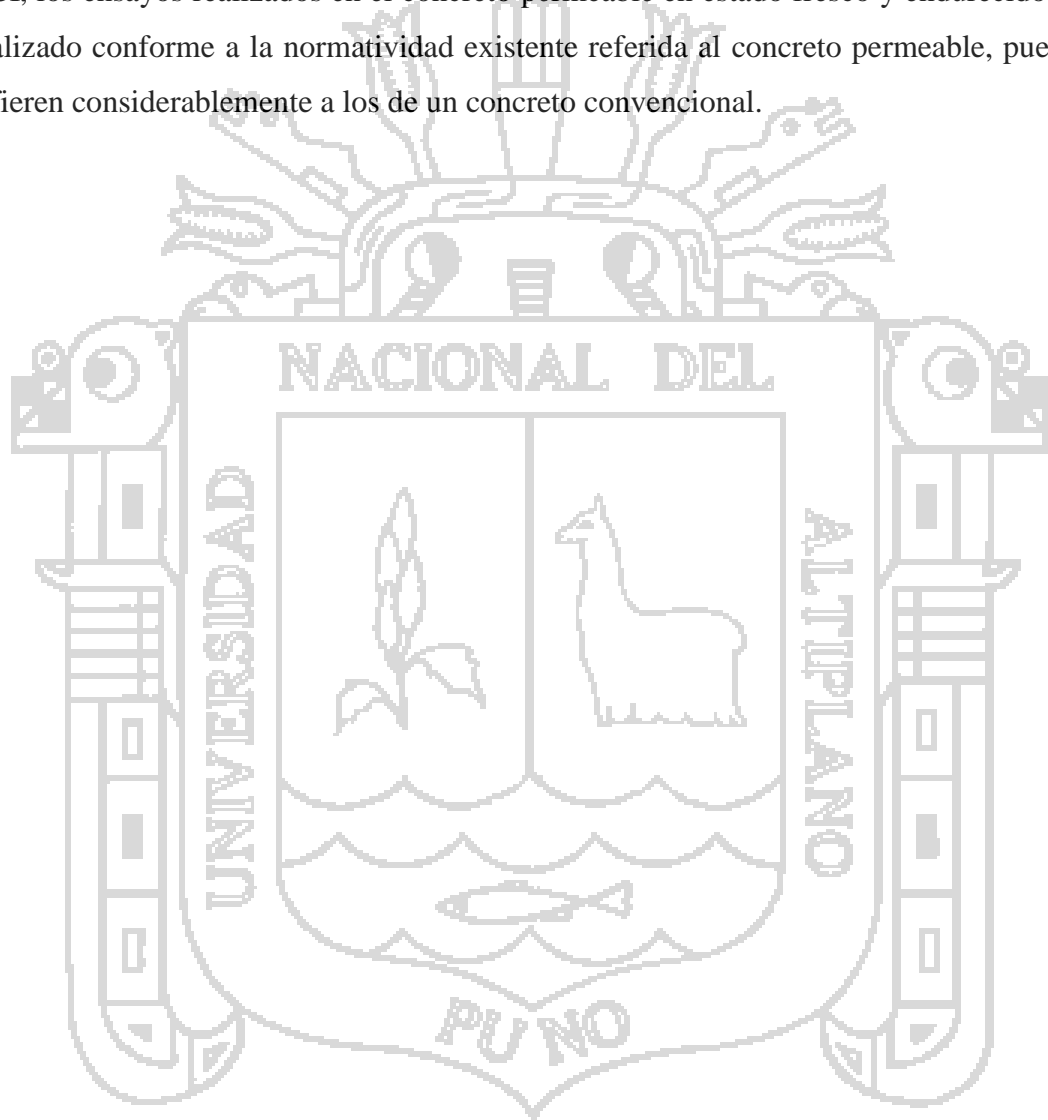 los ensayos realizados en el concreto permeable en estado fresco y endurecido
alizado conforme a la normatividad existente referida al concreto permeable, pue
fieren considerablemente a los de un concreto convencional.
NACIONAL DEL
UNIVERSIDAD
ALTIPLANO
PUNO